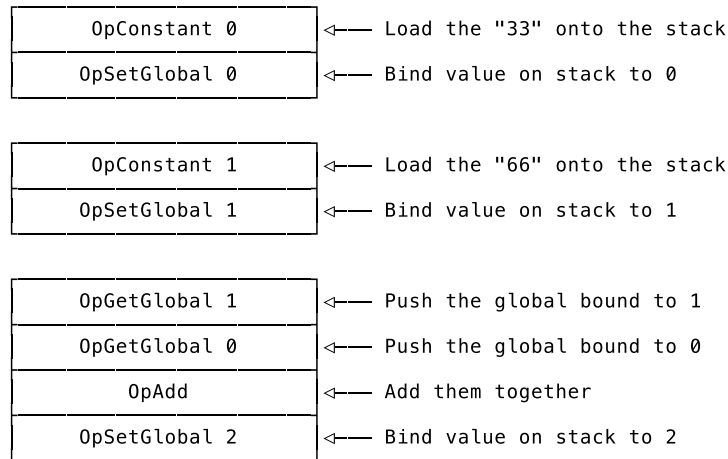 OpConstant 0 Load the "33" onto the stack
OpSetGlobal 0 Bind value on stack to 0
OpConstant 1 Load the "66" onto the stack
OpSetGlobal 1 Bind value on stack to 1
OpGetGlobal 1 Push the global bound to 1
OpGetGlobal 0 Push the global bound to 0
OpAdd Add them together
OpSetGlobal 2 Bind value on stack to 2